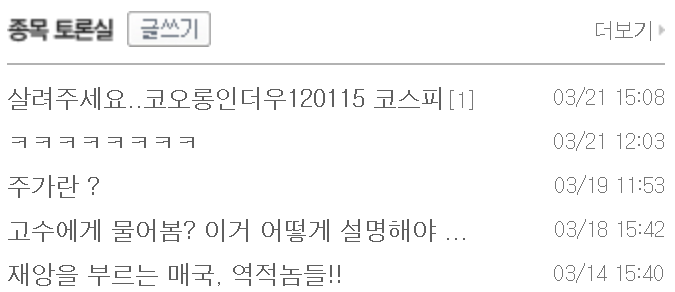 종목 토론실 글쓰기 더보기
살려주세요..코오롱인더우120115 코스피[1] 03/21 15:08
ㅋㅋㅋㅋㅋㅋㅋㅋ 03/21 12:03
주가란 ? 03/19 11:53
고수에게 물어봄? 이거 어떻게 설명해야 ... 03/18 15:42
재앙을 부르는 매국, 역적놈들!! 03/14 15:40